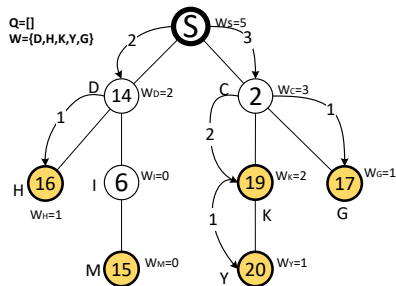 Q=[]
W={D,H,K,Y,G}
S
Ws=5
2
3
D
14
WD=2
C
2
Wc=3
1
2
1
H
16
WH=1
I
6
WI=0
19
WK=2
K
17
WG=1
G
1
M
15
WM=0
Y
20
WY=1